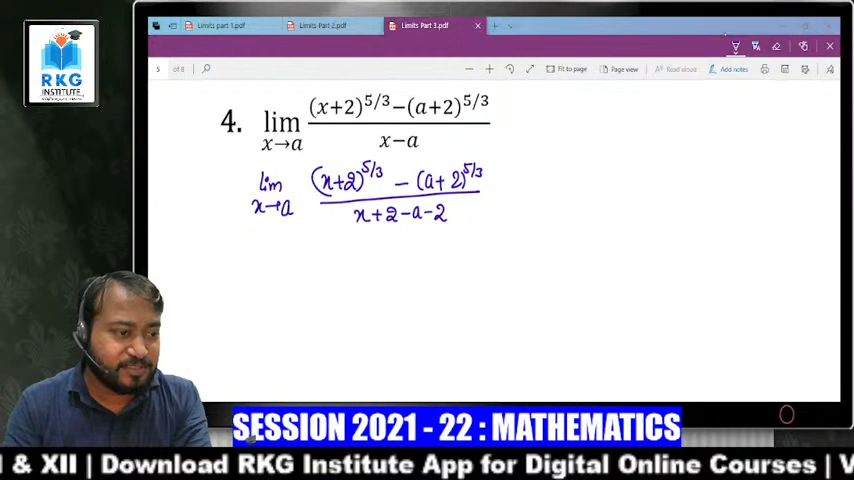 Limits part 1.pdf
Limits Part 2.pdf
Limits Part 3.pdf
RKG
INSTITUTE
5 of 8
Fit to page
Page view
Read aloud
Add notes
4. lim x→a (x+2)^5/3−(a+2)^5/3 / x−a
lim x→a (x+2)^5/3 − (a+2)^5/3 / x+2−a−2
SESSION 2021 - 22 : MATHEMATICS
I & XII | Download RKG Institute App for Digital Online Courses | V